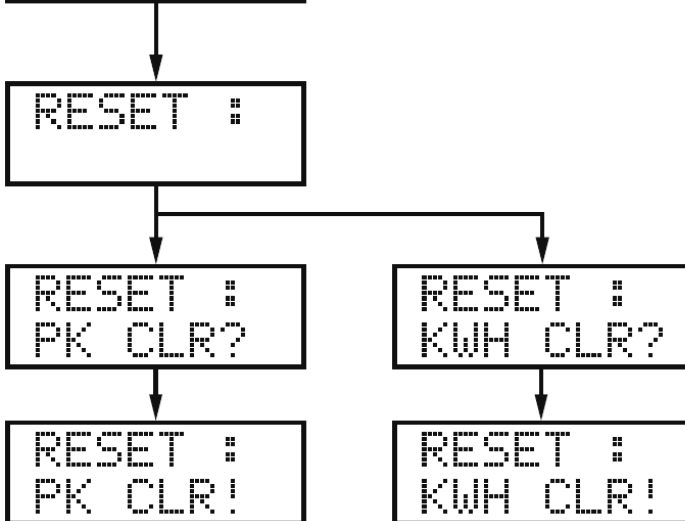 RESET :
RESET :
PK CLR?
RESET :
KWH CLR?
RESET :
PK CLR!
RESET :
KWH CLR!